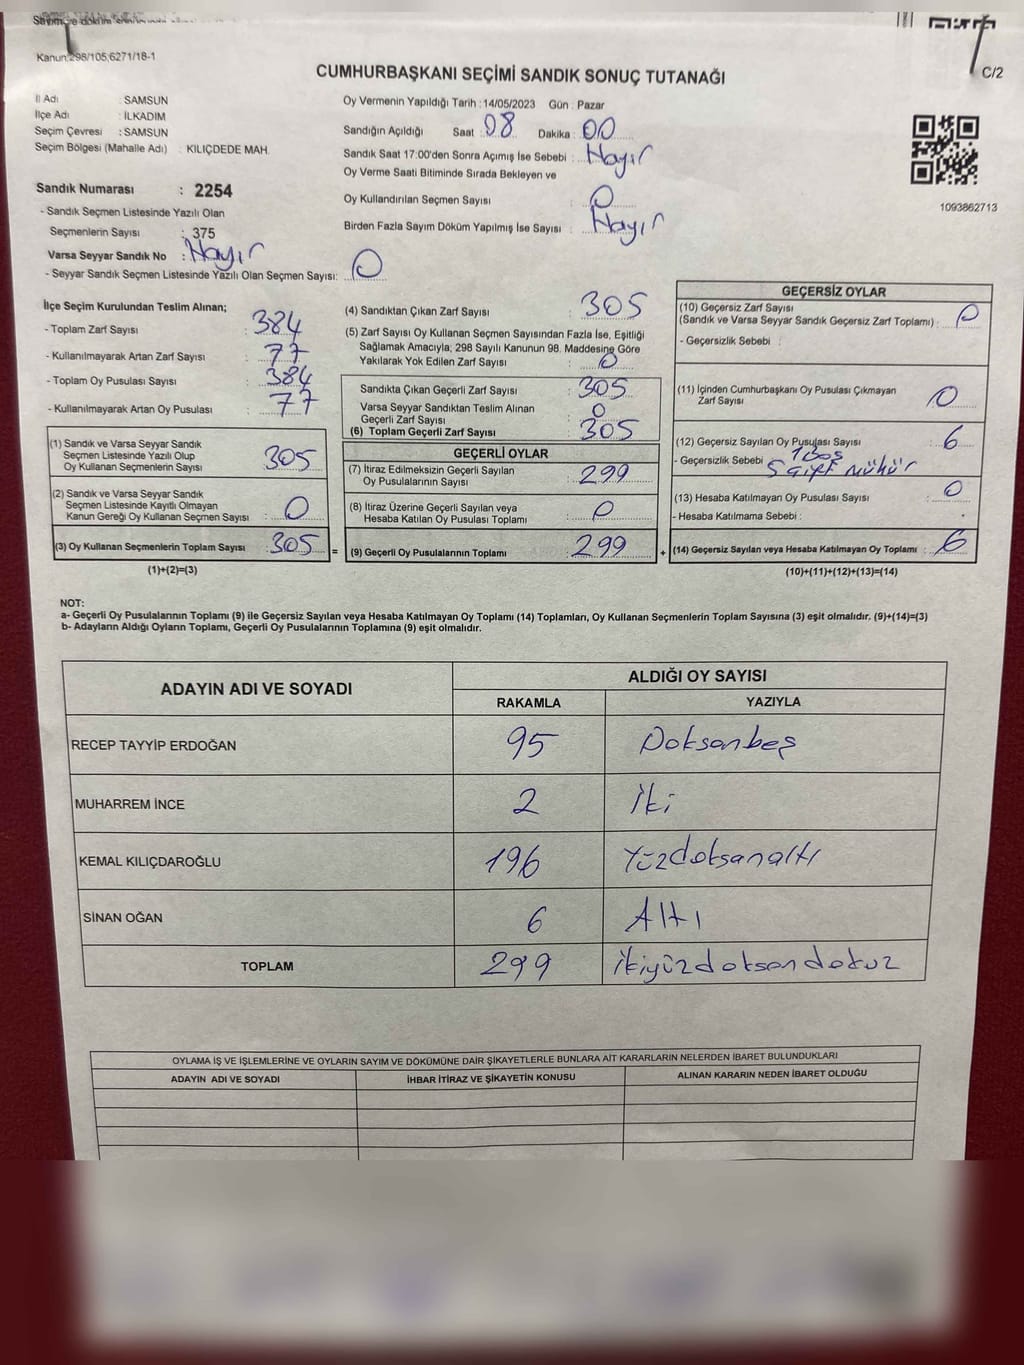 Kanun:298/105,6271/18-1
C/2
CUMHURBAŞKANI SEÇİMİ SANDIK SONUÇ TUTANAĞI
İl Adı : SAMSUN
İlçe Adı : İLKADIM
Seçim Çevresi : SAMSUN
Seçim Bölgesi (Mahalle Adı) : KILIÇDEDE MAH.
Sandık Numarası : 2254
- Sandık Seçmen Listesinde Yazılı Olan
Seçmenlerin Sayısı : 375
Varsa Seyyar Sandık No : Hayır
- Seyyar Sandık Seçmen Listesinde Yazılı Olan Seçmen Sayısı: 0
Oy Vermenin Yapıldığı Tarih : 14/05/2023 Gün : Pazar
Sandığın Açıldığı Saat : 08 Dakika : 00
Sandık Saat 17:00'den Sonra Açımış İse Sebebi : Hayır
Oy Verme Saati Bitiminde Sırada Bekleyen ve
Oy Kullandırılan Seçmen Sayısı : 0
Birden Fazla Sayım Döküm Yapılmış İse Sayısı : Hayır
1093862713
İlçe Seçim Kurulundan Teslim Alınan;
- Toplam Zarf Sayısı : 384
- Kullanılmayarak Artan Zarf Sayısı : 77
- Toplam Oy Pusulası Sayısı : 384
- Kullanılmayarak Artan Oy Pusulası : 77
(1) Sandık ve Varsa Seyyar Sandık
Seçmen Listesinde Yazılı Olup
Oy Kullanan Seçmenlerin Sayısı : 305
(2) Sandık ve Varsa Seyyar Sandık
Seçmen Listesinde Kayıtlı Olmayan
Kanun Gereği Oy Kullanan Seçmen Sayısı : 0
(3) Oy Kullanan Seçmenlerin Toplam Sayısı : 305
(1)+(2)=(3)
(4) Sandıktan Çıkan Zarf Sayısı : 305
(5) Zarf Sayısı Oy Kullanan Seçmen Sayısından Fazla İse, Eşitliği
Sağlamak Amacıyla, 298 Sayılı Kanunun 98. Maddesine Göre
Yakılarak Yok Edilen Zarf Sayısı : 0
Sandıkta Çıkan Geçerli Zarf Sayısı : 305
Varsa Seyyar Sandıktan Teslim Alınan
Geçerli Zarf Sayısı : 0
(6) Toplam Geçerli Zarf Sayısı : 305
GEÇERLİ OYLAR
(7) İtiraz Edilmeksizin Geçerli Sayılan
Oy Pusulalarının Sayısı : 299
(8) İtiraz Üzerine Geçerli Sayılan veya
Hesaba Katılan Oy Pusulası Toplamı : 0
= (9) Geçerli Oy Pusulalarının Toplamı : 299
GEÇERSİZ OYLAR
(10) Geçersiz Zarf Sayısı
(Sandık ve Varsa Seyyar Sandık Geçersiz Zarf Toplamı) : 0
- Geçersizlik Sebebi :
(11) İçinden Cumhurbaşkanı Oy Pusulası Çıkmayan
Zarf Sayısı : 0
(12) Geçersiz Sayılan Oy Pusulası Sayısı : 6
- Geçersizlik Sebebi : 1 Boş
5 Çift Mühür
(13) Hesaba Katılmayan Oy Pusulası Sayısı : 0
- Hesaba Katılmama Sebebi :
+ (14) Geçersiz Sayılan veya Hesaba Katılmayan Oy Toplamı : 6
(10)+(11)+(12)+(13)=(14)
NOT:
a- Geçerli Oy Pusulalarının Toplamı (9) ile Geçersiz Sayılan veya Hesaba Katılmayan Oy Toplamı (14) Toplamları, Oy Kullanan Seçmenlerin Toplam Sayısına (3) eşit olmalıdır, (9)+(14)=(3)
b- Adayların Aldığı Oyların Toplamı, Geçerli Oy Pusulalarının Toplamına (9) eşit olmalıdır.
ADAYIN ADI VE SOYADI ALDIĞI OY SAYISI
RAKAMLA YAZIYLA
RECEP TAYYİP ERDOĞAN 95 Doksanbeş
MUHARREM İNCE 2 İki
KEMAL KILIÇDAROĞLU 196 Yüzdoksanaltı
SİNAN OĞAN 6 Altı
TOPLAM 299 İkiyüzdoksandokuz
OYLAMA İŞ VE İŞLEMLERİNE VE OYLARIN SAYIM VE DÖKÜMÜNE DAİR ŞİKAYETLERLE BUNLARA AİT KARARLARIN NELERDEN İBARET BULUNDUKLARI
ADAYIN ADI VE SOYADI İHBAR İTİRAZ VE ŞİKAYETİN KONUSU ALINAN KARARIN NEDEN İBARET OLDUĞU